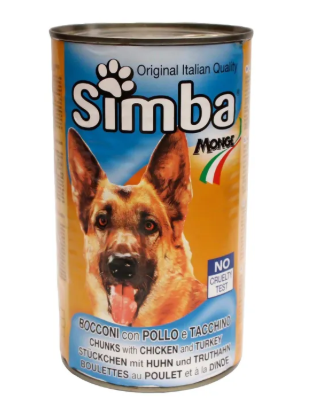 Original Italian Quality
Simba
MONGE
NO
CRUELTY
TEST
BOCCONI con POLLO e TACCHINO
CHUNKS with CHICKEN and TURKEY
STÜCKCHEN mit HUHN und TRUTHAHN
BOULETTES au POULET et à la DINDE